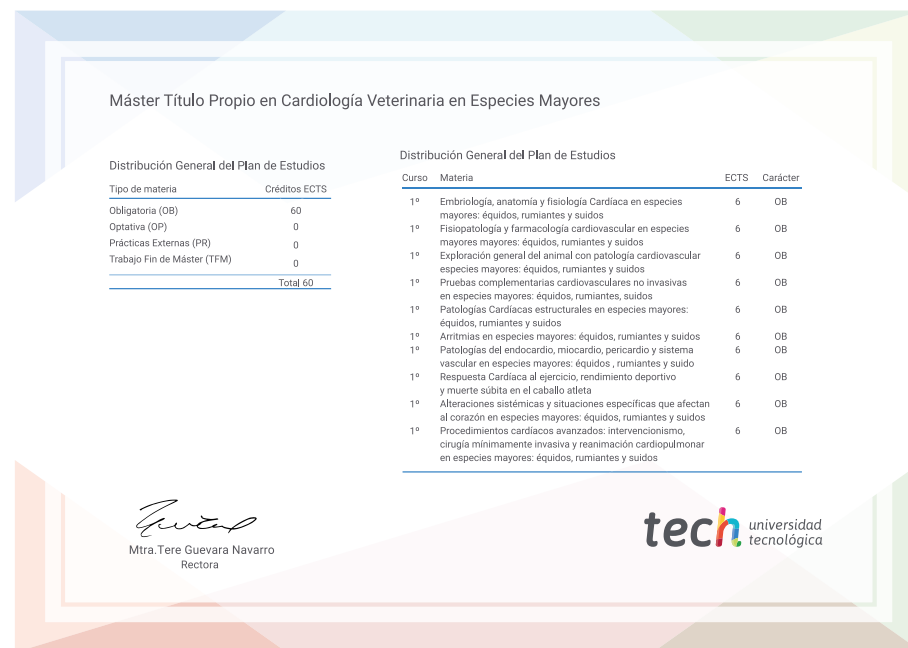 Máster Título Propio en Cardiología Veterinaria en Especies Mayores
Distribución General del Plan de Estudios
Tipo de materia Créditos ECTS
Obligatoria (OB) 60
Optativa (OP) 0
Prácticas Externas (PR) 0
Trabajo Fin de Máster (TFM) 0
Total 60
Distribución General del Plan de Estudios
Curso Materia ECTS Carácter
1º Embriología, anatomía y fisiología Cardíaca en especies 6 OB
mayores: équidos, rumiantes y suidos
1º Fisiopatología y farmacología cardiovascular en especies 6 OB
mayores mayores: équidos, rumiantes y suidos
1º Exploración general del animal con patología cardiovascular 6 OB
especies mayores: équidos, rumiantes y suidos
1º Pruebas complementarias cardiovasculares no invasivas 6 OB
en especies mayores: équidos, rumiantes, suidos
1º Patologías Cardíacas estructurales en especies mayores: 6 OB
équidos, rumiantes y suidos
1º Arritmias en especies mayores: équidos, rumiantes y suidos 6 OB
1º Patologías del endocardio, miocardio, pericardio y sistema 6 OB
vascular en especies mayores: équidos , rumiantes y suido
1º Respuesta Cardíaca al ejercicio, rendimiento deportivo 6 OB
y muerte súbita en el caballo atleta
1º Alteraciones sistémicas y situaciones específicas que afectan 6 OB
al corazón en especies mayores: équidos, rumiantes y suidos
1º Procedimientos cardíacos avanzados: intervencionismo, 6 OB
cirugía mínimamente invasiva y reanimación cardiopulmonar
en especies mayores: équidos, rumiantes y suidos
Mtra.Tere Guevara Navarro
Rectora
tech universidad
tecnológica